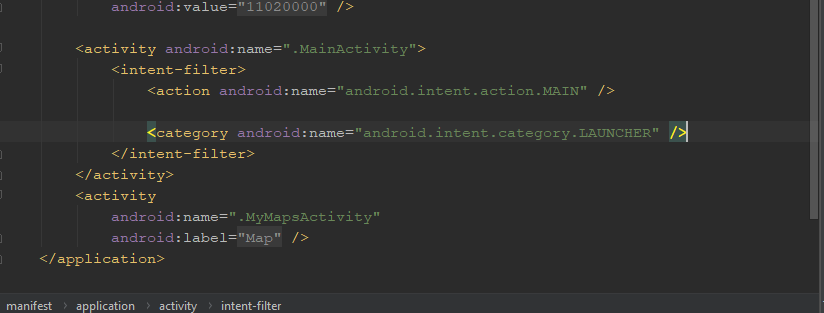 android:value="11020000" />
<activity android:name=".MainActivity">
<intent-filter>
<action android:name="android.intent.action.MAIN" />
<category android:name="android.intent.category.LAUNCHER" />
</intent-filter>
</activity>
<activity
android:name=".MyMapsActivity"
android:label="Map" />
</application>
manifest › application › activity › intent-filter